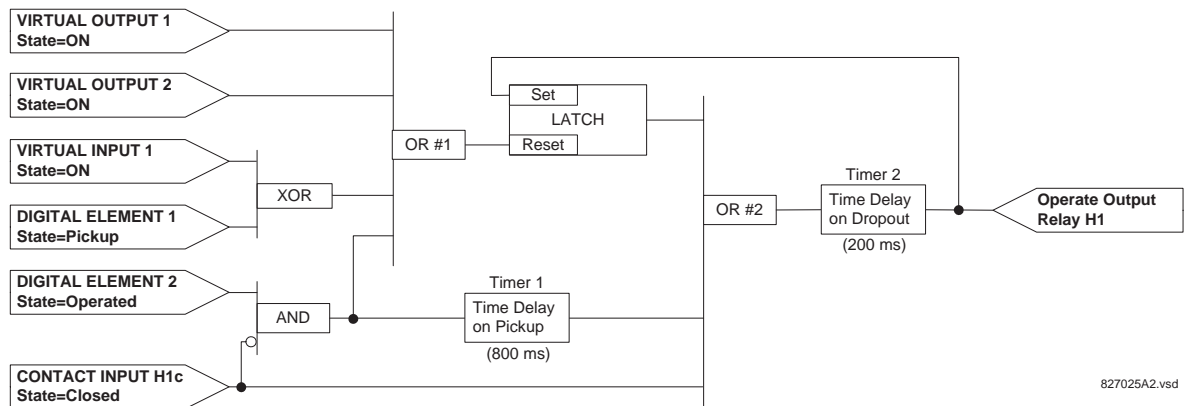 VIRTUAL OUTPUT 1
State=ON
VIRTUAL OUTPUT 2
State=ON
VIRTUAL INPUT 1
State=ON
DIGITAL ELEMENT 1
State=Pickup
DIGITAL ELEMENT 2
State=Operated
CONTACT INPUT H1c
State=Closed
XOR
AND
OR #1
Set
LATCH
Reset
Timer 1
Time Delay
on Pickup
(800 ms)
OR #2
Timer 2
Time Delay
on Dropout
(200 ms)
Operate Output
Relay H1
827025A2.vsd